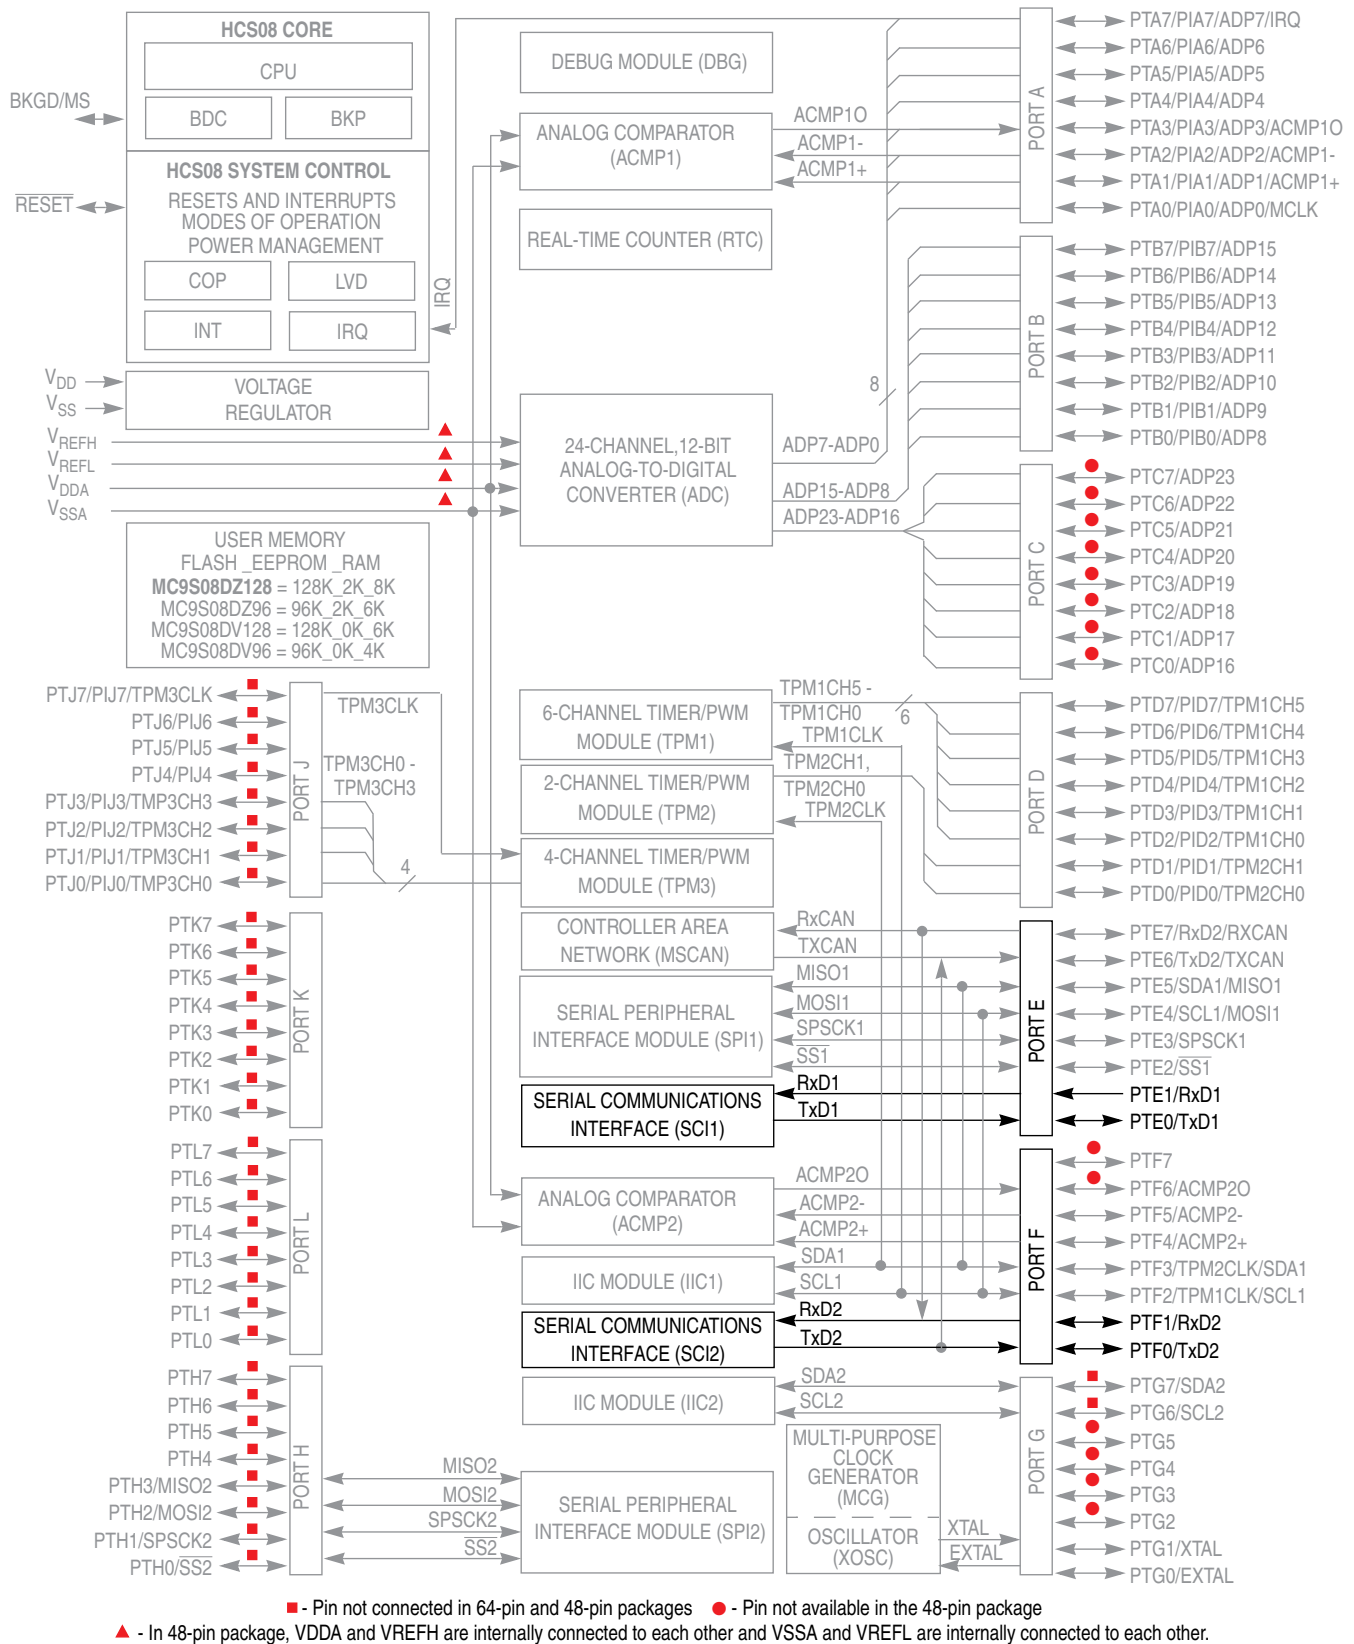 HCS08 CORE
CPU
BDC
BKP
BKGD/MS
HCS08 SYSTEM CONTROL
RESETS AND INTERRUPTS
MODES OF OPERATION
POWER MANAGEMENT
COP
LVD
INT
IRQ
RESET
IRQ
VOLTAGE
REGULATOR
VDD
VSS
VREFH
VREFL
VDDA
VSSA
USER MEMORY
FLASH _EEPROM _RAM
MC9S08DZ128 = 128K_2K_8K
MC9S08DZ96 = 96K_2K_6K
MC9S08DV128 = 128K_0K_6K
MC9S08DV96 = 96K_0K_4K
DEBUG MODULE (DBG)
ANALOG COMPARATOR
(ACMP1)
ACMP1O
ACMP1-
ACMP1+
REAL-TIME COUNTER (RTC)
24-CHANNEL,12-BIT
ANALOG-TO-DIGITAL
CONVERTER (ADC)
8
ADP7-ADP0
ADP15-ADP8
ADP23-ADP16
PORT A
PTA7/PIA7/ADP7/IRQ
PTA6/PIA6/ADP6
PTA5/PIA5/ADP5
PTA4/PIA4/ADP4
PTA3/PIA3/ADP3/ACMP1O
PTA2/PIA2/ADP2/ACMP1-
PTA1/PIA1/ADP1/ACMP1+
PTA0/PIA0/ADP0/MCLK
PORT B
PTB7/PIB7/ADP15
PTB6/PIB6/ADP14
PTB5/PIB5/ADP13
PTB4/PIB4/ADP12
PTB3/PIB3/ADP11
PTB2/PIB2/ADP10
PTB1/PIB1/ADP9
PTB0/PIB0/ADP8
PORT C
PTC7/ADP23
PTC6/ADP22
PTC5/ADP21
PTC4/ADP20
PTC3/ADP19
PTC2/ADP18
PTC1/ADP17
PTC0/ADP16
PTJ7/PIJ7/TPM3CLK
PTJ6/PIJ6
PTJ5/PIJ5
PTJ4/PIJ4
PTJ3/PIJ3/TMP3CH3
PTJ2/PIJ2/TPM3CH2
PTJ1/PIJ1/TPM3CH1
PTJ0/PIJ0/TMP3CH0
PORT J
TPM3CLK
TPM3CH0 -
TPM3CH3
4
6-CHANNEL TIMER/PWM
MODULE (TPM1)
TPM1CH5 -
TPM1CH0
6
TPM1CLK
2-CHANNEL TIMER/PWM
MODULE (TPM2)
TPM2CH1,
TPM2CH0
TPM2CLK
4-CHANNEL TIMER/PWM
MODULE (TPM3)
PORT D
PTD7/PID7/TPM1CH5
PTD6/PID6/TPM1CH4
PTD5/PID5/TPM1CH3
PTD4/PID4/TPM1CH2
PTD3/PID3/TPM1CH1
PTD2/PID2/TPM1CH0
PTD1/PID1/TPM2CH1
PTD0/PID0/TPM2CH0
PTK7
PTK6
PTK5
PTK4
PTK3
PTK2
PTK1
PTK0
PORT K
CONTROLLER AREA
NETWORK (MSCAN)
RxCAN
TXCAN
SERIAL PERIPHERAL
INTERFACE MODULE (SPI1)
MISO1
MOSI1
SPSCK1
SS1
SERIAL COMMUNICATIONS
INTERFACE (SCI1)
RxD1
TxD1
PORT E
PTE7/RxD2/RXCAN
PTE6/TxD2/TXCAN
PTE5/SDA1/MISO1
PTE4/SCL1/MOSI1
PTE3/SPSCK1
PTE2/SS1
PTE1/RxD1
PTE0/TxD1
PTL7
PTL6
PTL5
PTL4
PTL3
PTL2
PTL1
PTL0
PORT L
ANALOG COMPARATOR
(ACMP2)
ACMP2O
ACMP2-
ACMP2+
IIC MODULE (IIC1)
SDA1
SCL1
SERIAL COMMUNICATIONS
INTERFACE (SCI2)
RxD2
TxD2
PORT F
PTF7
PTF6/ACMP2O
PTF5/ACMP2-
PTF4/ACMP2+
PTF3/TPM2CLK/SDA1
PTF2/TPM1CLK/SCL1
PTF1/RxD2
PTF0/TxD2
PTH7
PTH6
PTH5
PTH4
PTH3/MISO2
PTH2/MOSI2
PTH1/SPSCK2
PTH0/SS2
PORT H
MISO2
MOSI2
SPSCK2
SS2
SERIAL PERIPHERAL
INTERFACE MODULE (SPI2)
IIC MODULE (IIC2)
SDA2
SCL2
MULTI-PURPOSE
CLOCK
GENERATOR
(MCG)
OSCILLATOR
(XOSC)
XTAL
EXTAL
PORT G
PTG7/SDA2
PTG6/SCL2
PTG5
PTG4
PTG3
PTG2
PTG1/XTAL
PTG0/EXTAL
■ - Pin not connected in 64-pin and 48-pin packages ● - Pin not available in the 48-pin package
▲ - In 48-pin package, VDDA and VREFH are internally connected to each other and VSSA and VREFL are internally connected to each other.